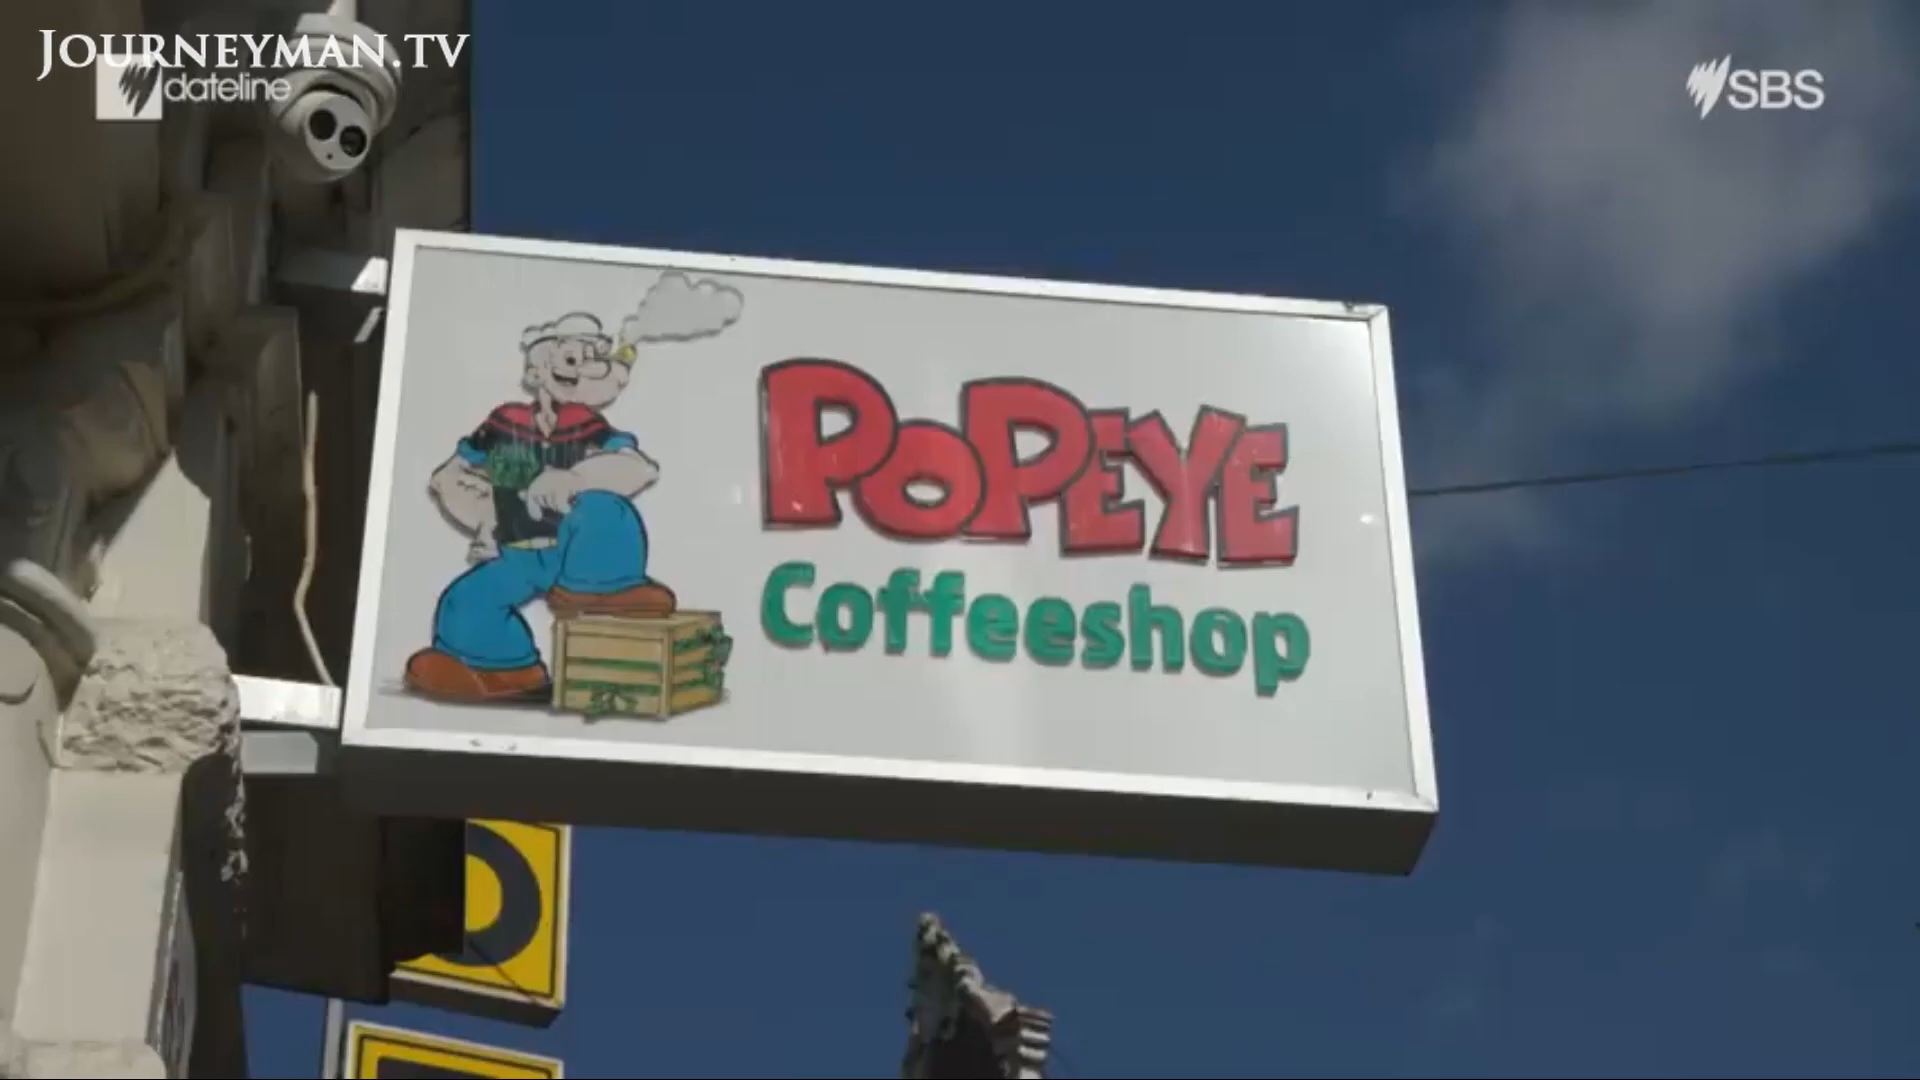 JOURNEYMAN.TV
dateline
SBS
POPEYE
Coffeeshop